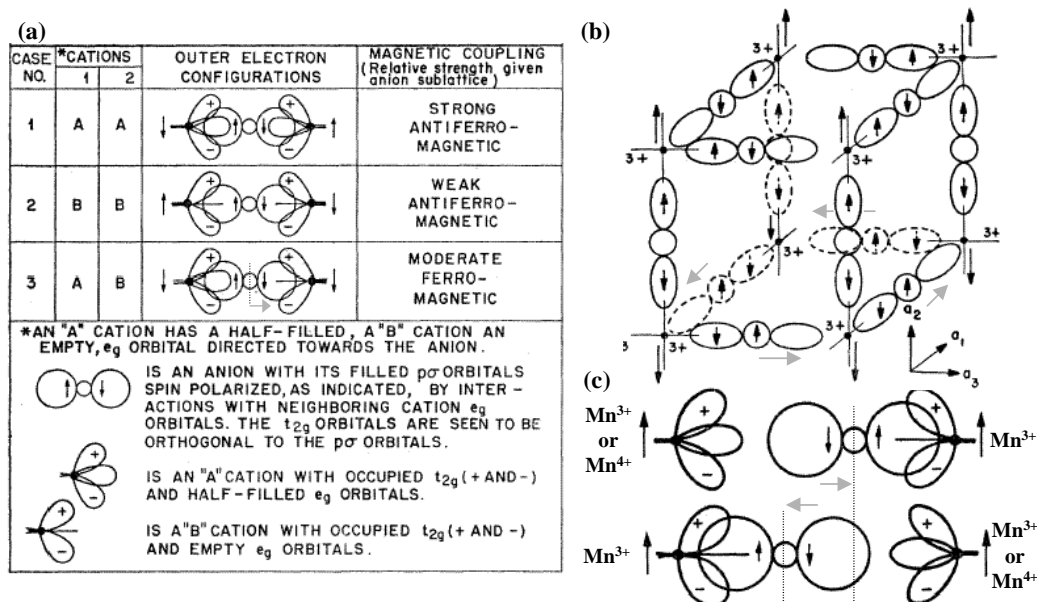 (a)
CASE NO.
*CATIONS
1 2
OUTER ELECTRON CONFIGURATIONS
MAGNETIC COUPLING
(Relative strength, given anion sublattice)
1 A A
+
−
+
−
STRONG
ANTIFERRO-
MAGNETIC
2 B B
+
−
+
−
WEAK
ANTIFERRO-
MAGNETIC
3 A B
+
−
+
−
MODERATE
FERRO-
MAGNETIC
*AN "A" CATION HAS A HALF-FILLED, A "B" CATION AN
EMPTY, eg ORBITAL DIRECTED TOWARDS THE ANION.
IS AN ANION WITH ITS FILLED pσ ORBITALS
SPIN POLARIZED, AS INDICATED, BY INTER-
ACTIONS WITH NEIGHBORING CATION eg
ORBITALS. THE t2g ORBITALS ARE SEEN TO BE
ORTHOGONAL TO THE pσ ORBITALS.
+
−
IS AN "A" CATION WITH OCCUPIED t2g (+ AND −)
AND HALF-FILLED eg ORBITALS.
+
−
IS A "B" CATION WITH OCCUPIED t2g (+ AND −)
AND EMPTY eg ORBITALS.
(b)
3+
3+
3+
3+
3+
3+
3 3+
3+
a2
a1
a3
(c)
Mn3+
or
Mn4+
+
−
+
−
Mn3+
Mn3+
+
−
+
−
Mn3+
or
Mn4+